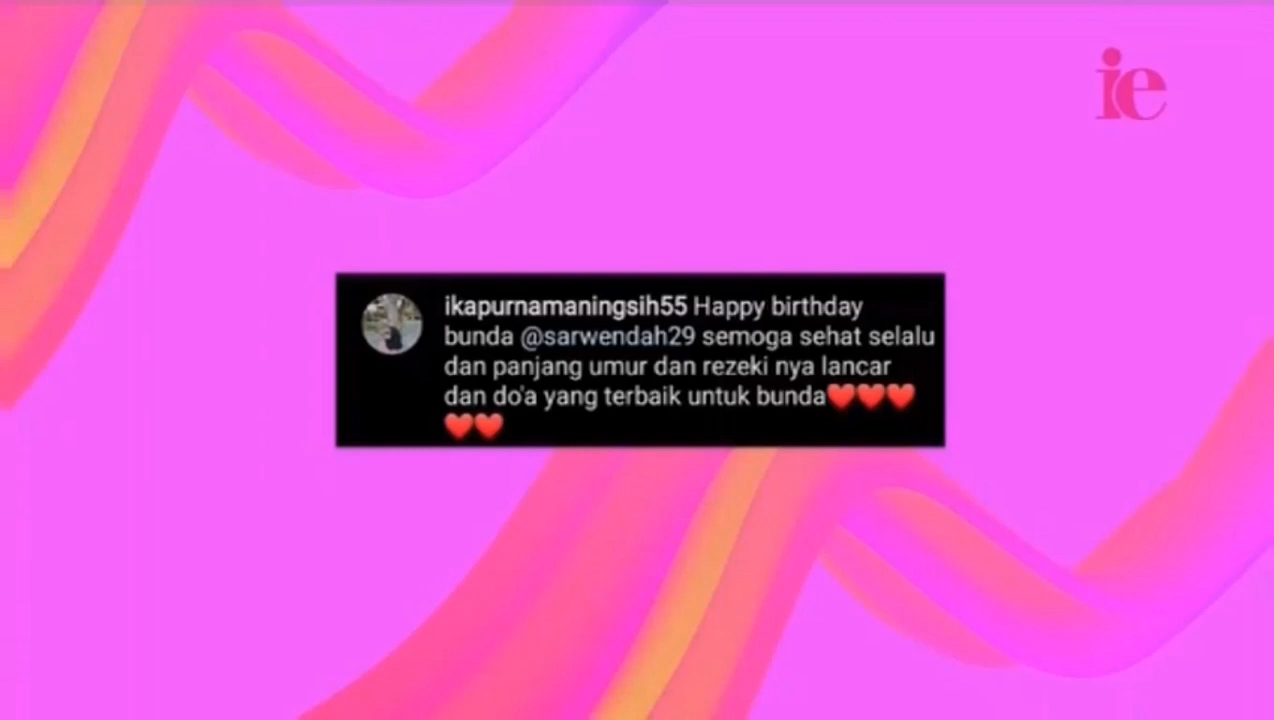 ie
ikapurnamaningsih55 Happy birthday
bunda @sarwendah29 semoga sehat selalu
dan panjang umur dan rezeki nya lancar
dan do'a yang terbaik untuk bunda❤️❤️❤️
❤️❤️